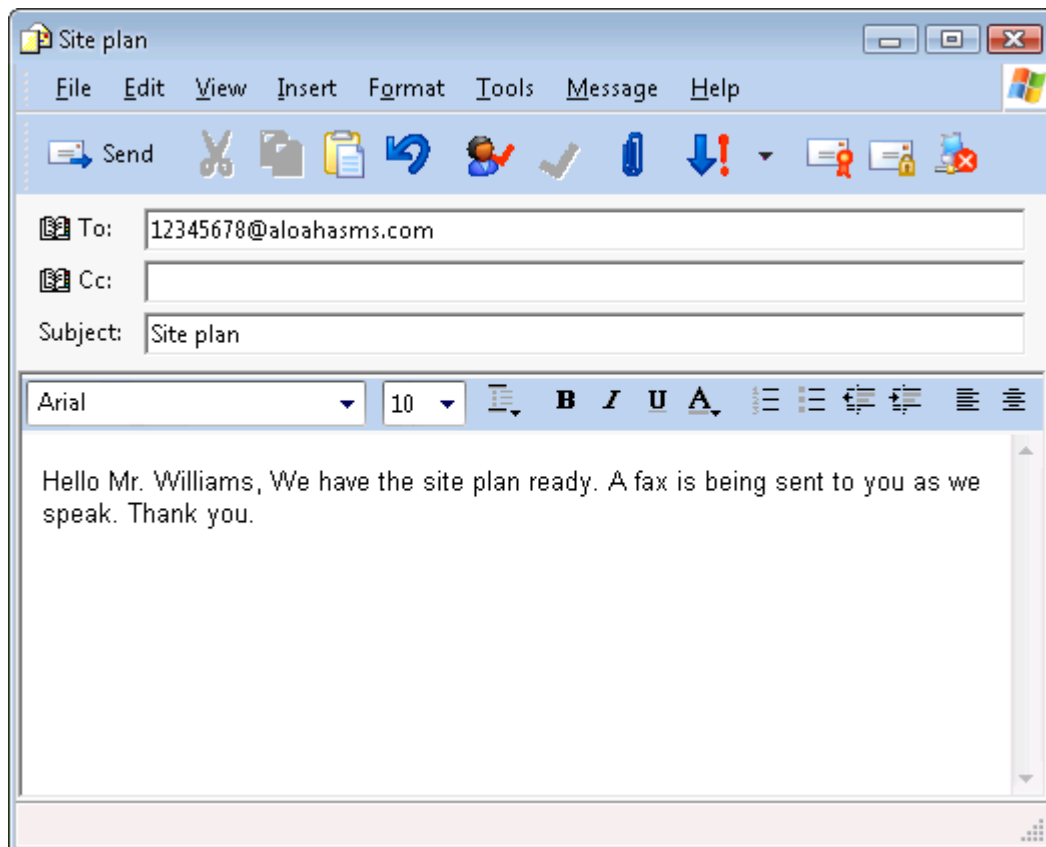 Site plan
File Edit View Insert Format Tools Message Help
Send
To: 12345678@aloahasms.com
Cc:
Subject: Site plan
Arial 10 B I U A
Hello Mr. Williams, We have the site plan ready. A fax is being sent to you as we
speak. Thank you.